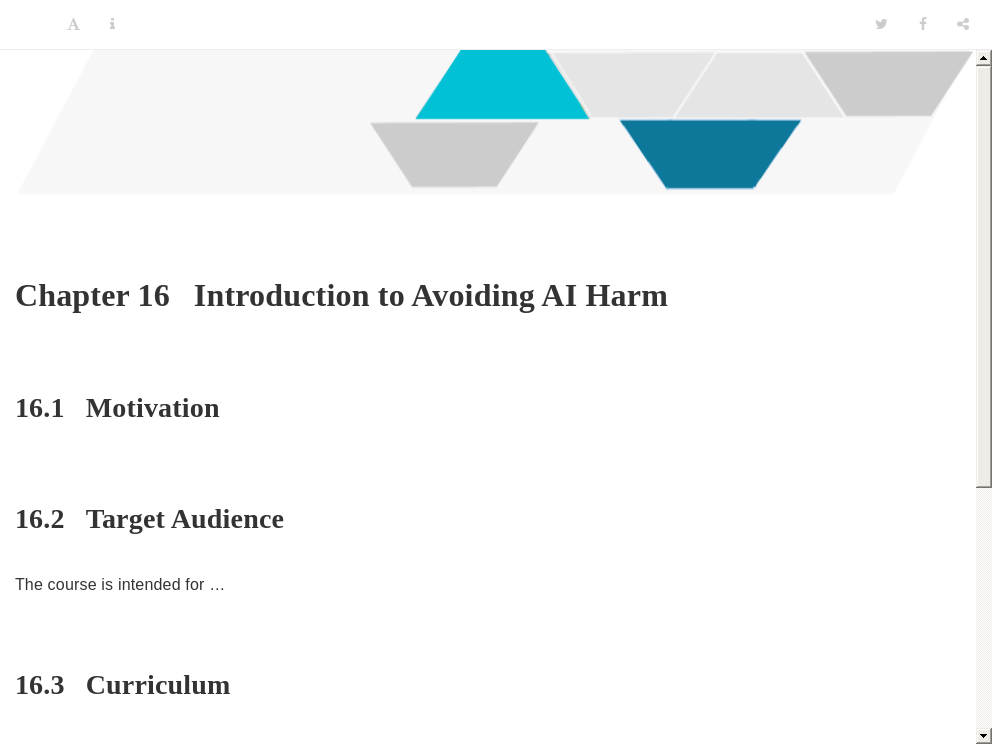 Chapter 16 Introduction to Avoiding AI Harm
16.1 Motivation
16.2 Target Audience
The course is intended for …
16.3 Curriculum